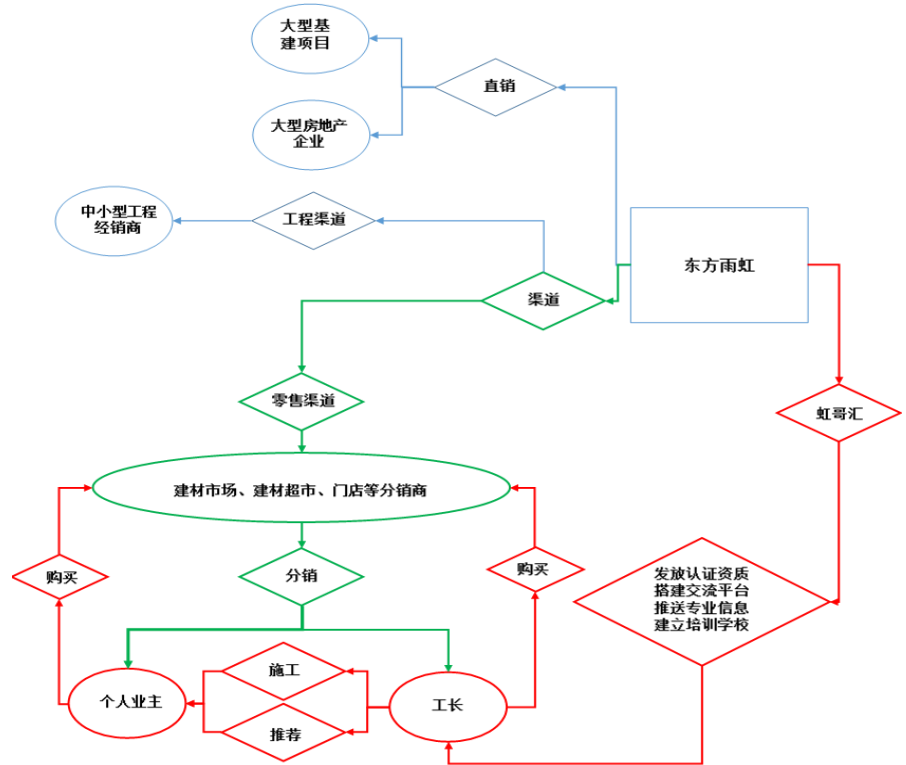 大型基
建项目
直销
大型房地产
企业
中小型工程
经销商
工程渠道
东方雨虹
渠道
零售渠道
虹哥汇
建材市场、建材超市、门店等分销商
购买
分销
购买
发放认证资质
搭建交流平台
推送专业信息
建立培训学校
施工
个人业主
工长
推荐